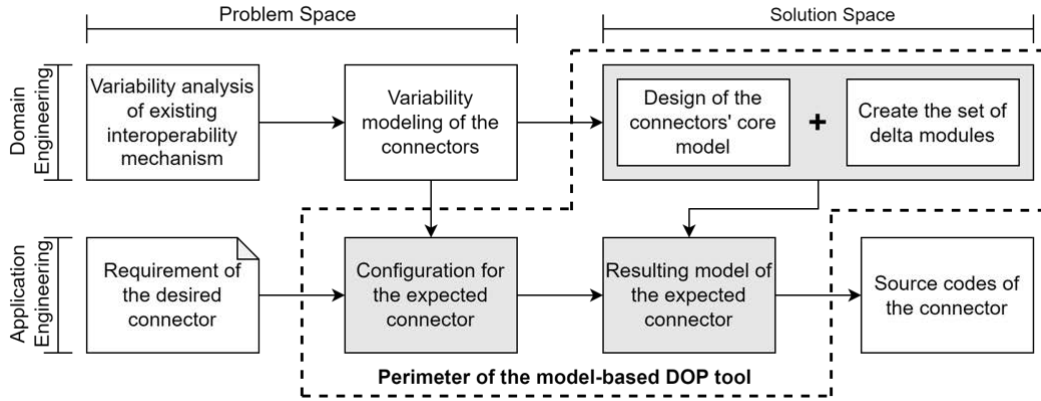 Problem Space
Solution Space
Domain
Engineering
Variability analysis
of existing
interoperability
mechanism
Variability
modeling of the
connectors
Design of the
connectors' core
model
+
Create the set of
delta modules
Application
Engineering
Requirement of
the desired
connector
Configuration for
the expected
connector
Resulting model of
the expected
connector
Source codes of
the connector
Perimeter of the model-based DOP tool